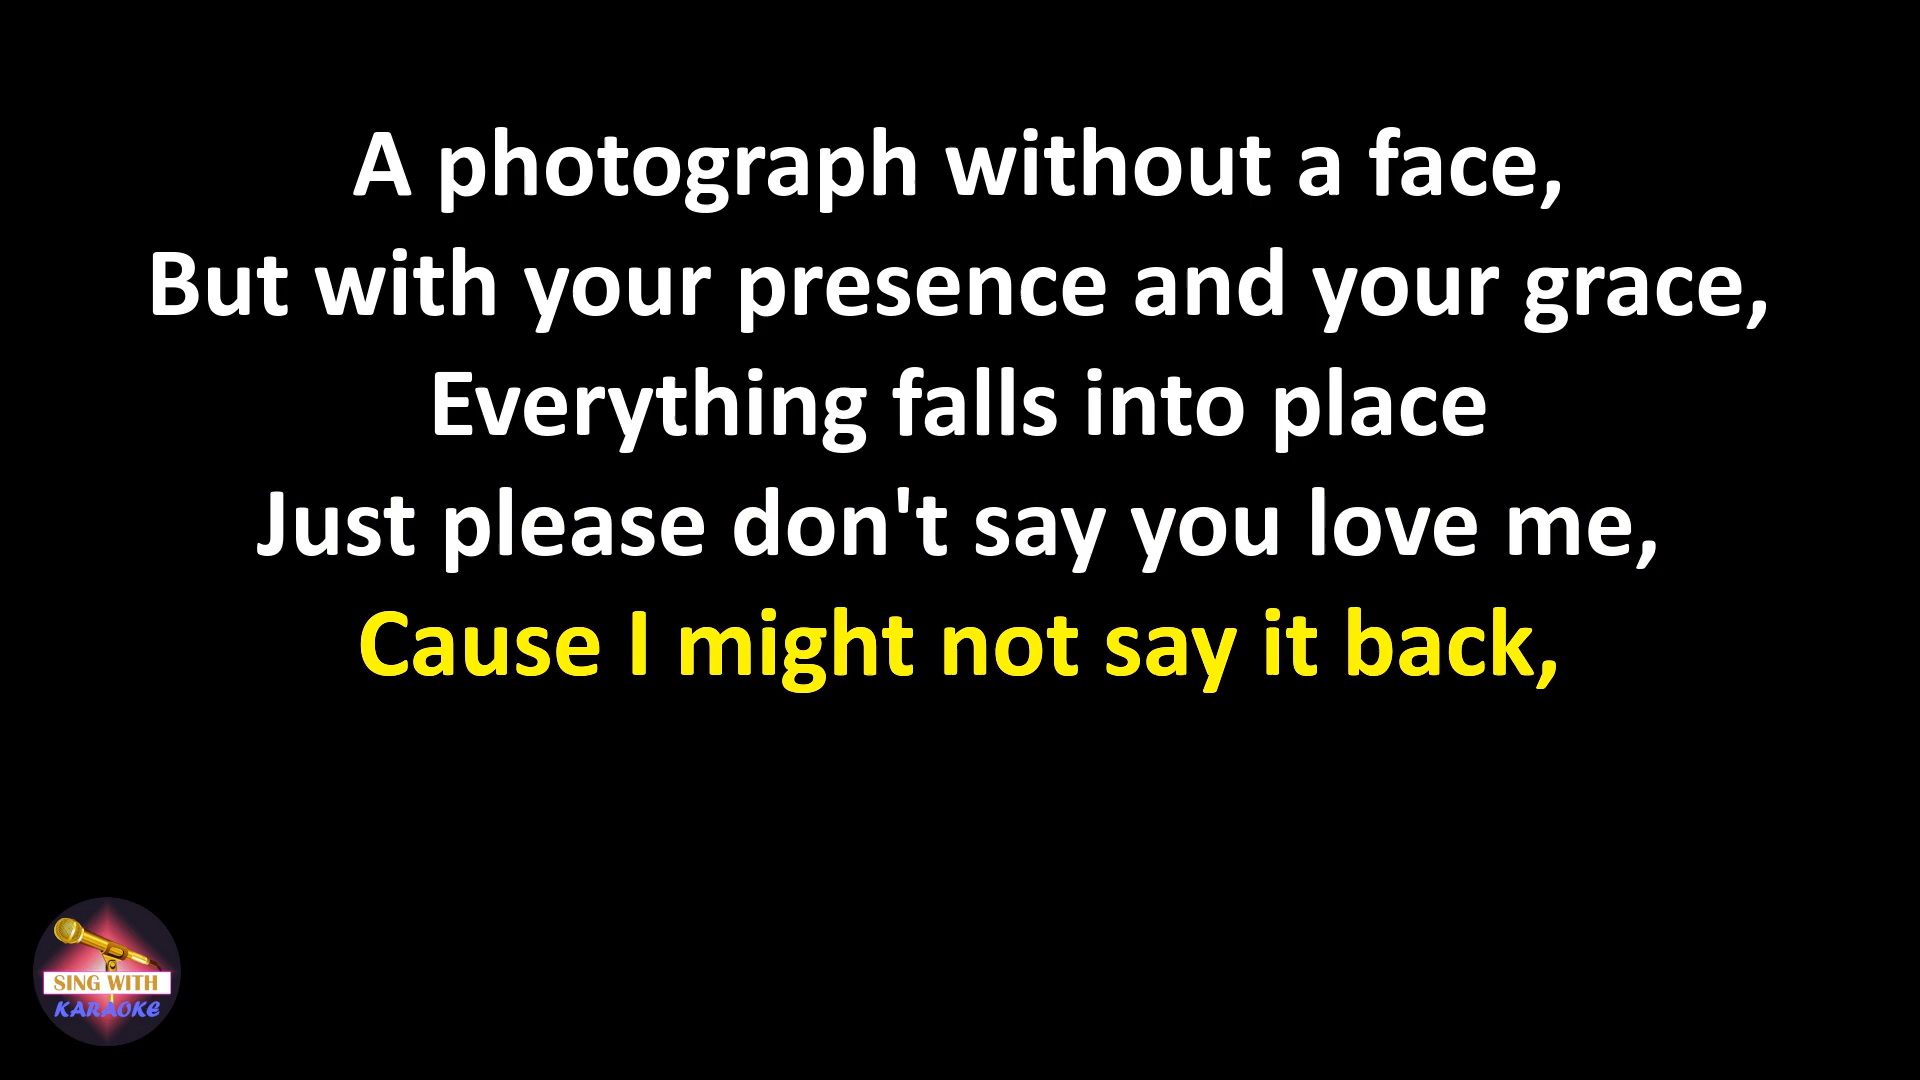 A photograph without a face,
But with your presence and your grace,
Everything falls into place
Just please don't say you love me,
Cause I might not say it back,
SING WITH
KARAOKE